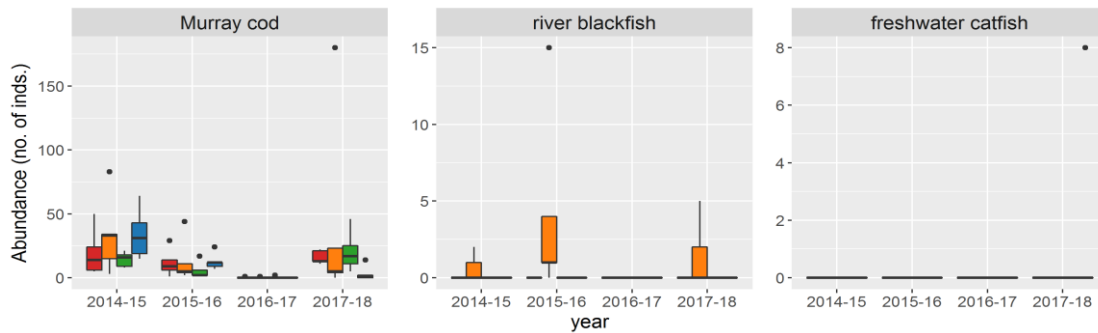 Murray cod
river blackfish
freshwater catfish
Abundance (no. of inds.)
150
100
50
0
15
10
5
0
8
6
4
2
0
2014-15 2015-16 2016-17 2017-18
2014-15 2015-16 2016-17 2017-18
2014-15 2015-16 2016-17 2017-18
year